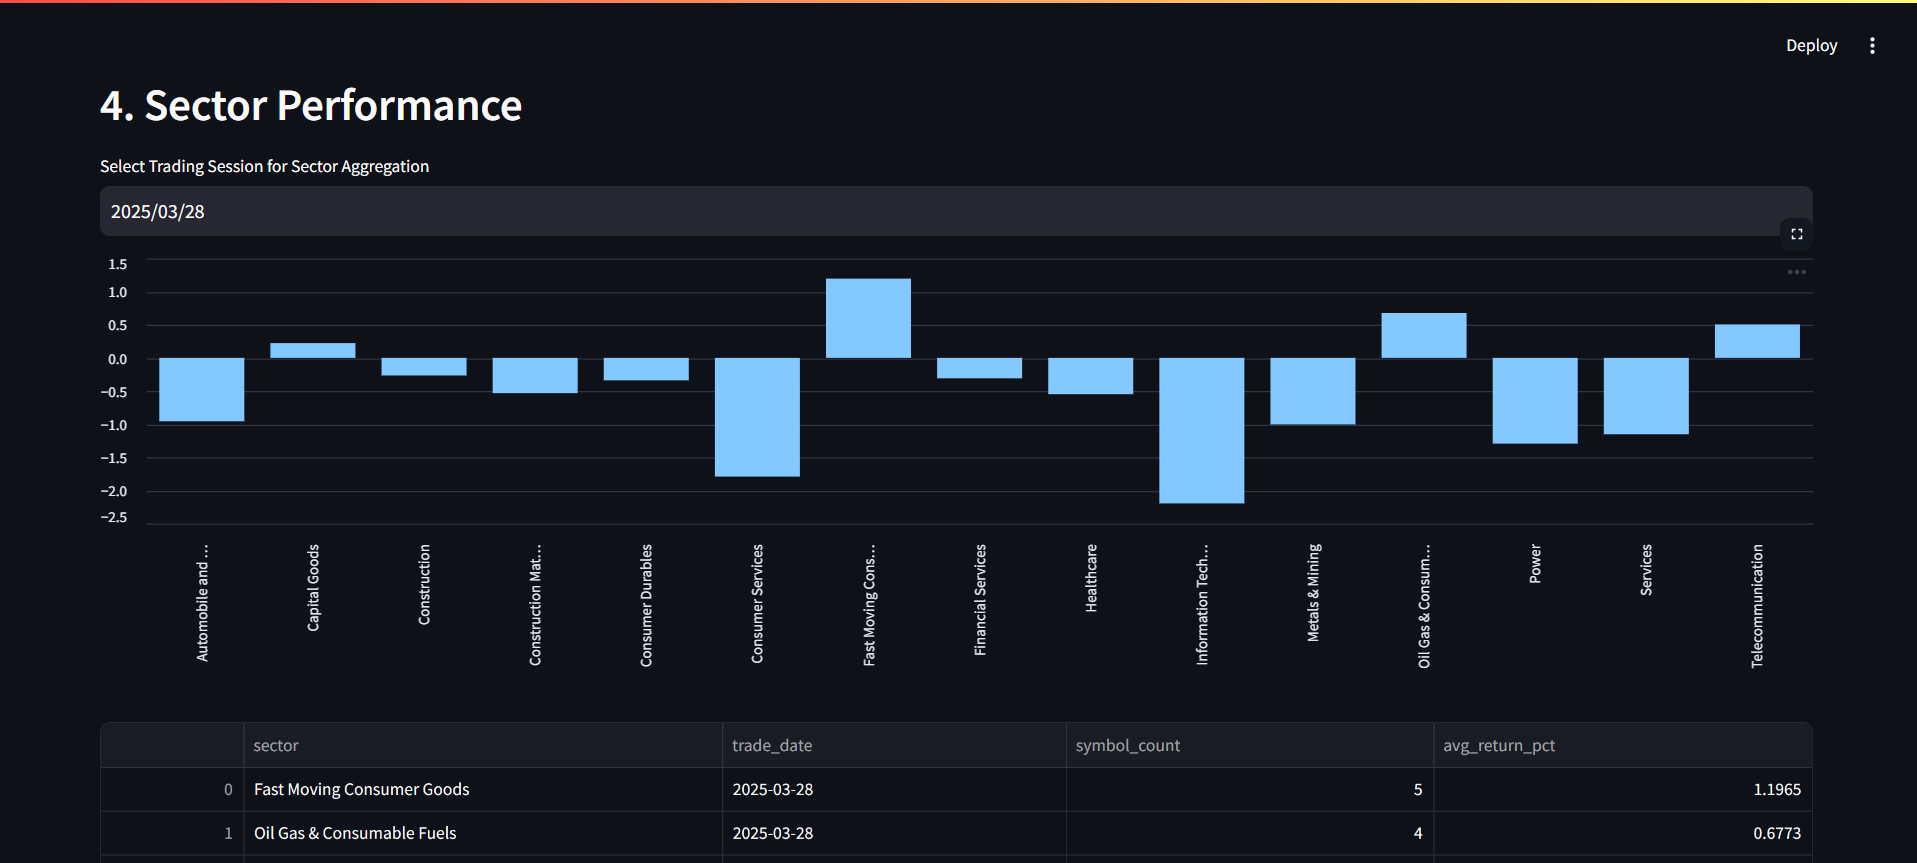 Deploy
4. Sector Performance
Select Trading Session for Sector Aggregation
2025/03/28
1.5
1.0
0.5
0.0
−0.5
−1.0
−1.5
−2.0
−2.5
Automobile and …
Capital Goods
Construction
Construction Mat…
Consumer Durables
Consumer Services
Fast Moving Cons…
Financial Services
Healthcare
Information Tech…
Metals & Mining
Oil Gas & Consum…
Power
Services
Telecommunication
sector trade_date symbol_count avg_return_pct
0 Fast Moving Consumer Goods 2025-03-28 5 1.1965
1 Oil Gas & Consumable Fuels 2025-03-28 4 0.6773